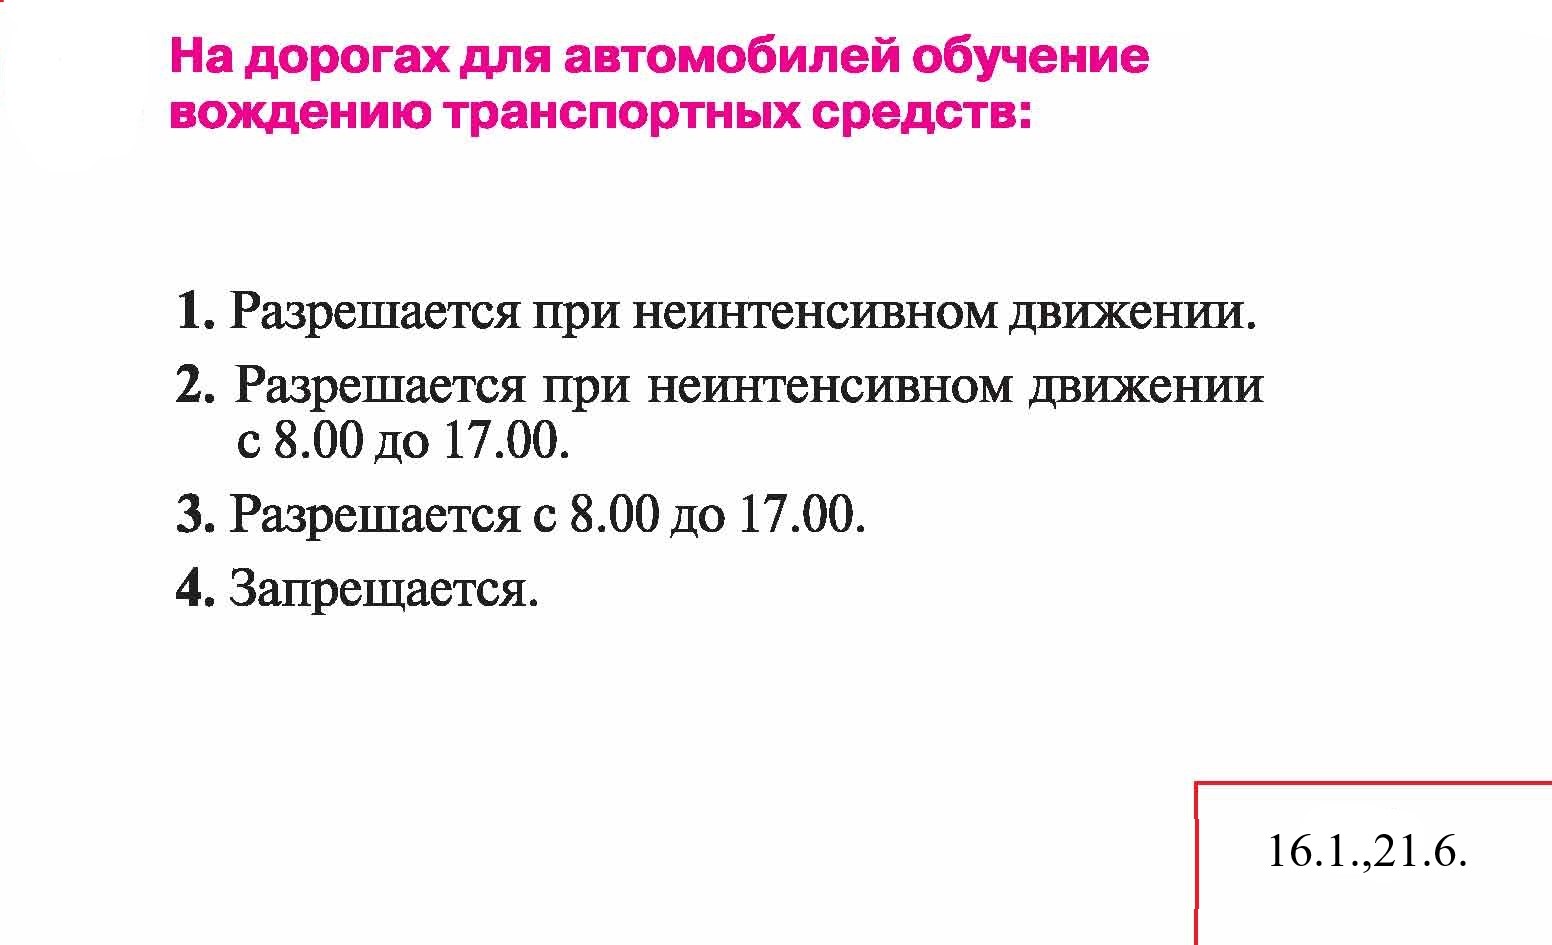 На дорогах для автомобилей обучение
вождению транспортных средств:
1. Разрешается при неинтенсивном движении.
2. Разрешается при неинтенсивном движении
с 8.00 до 17.00.
3. Разрешается с 8.00 до 17.00.
4. Запрещается.
16.1.,21.6.